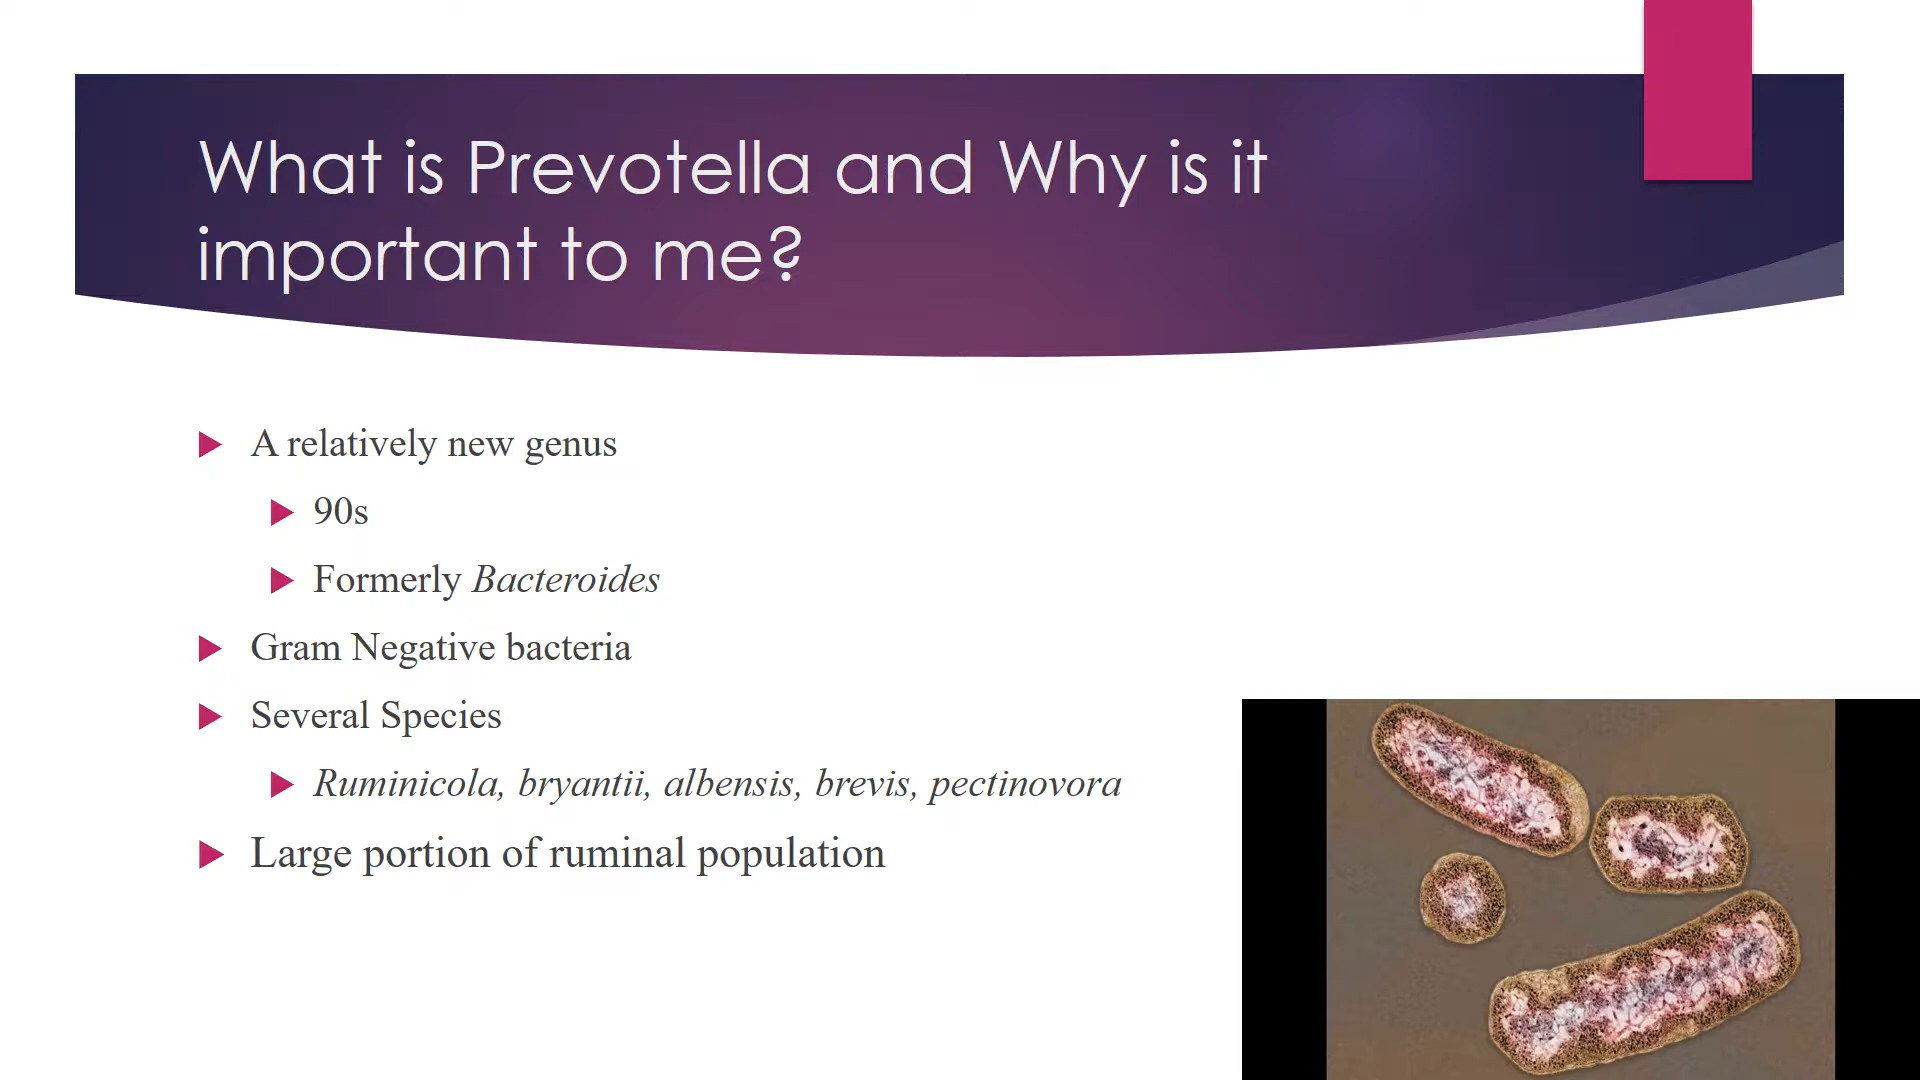 What is Prevotella and Why is it
important to me?
A relatively new genus
90s
Formerly Bacteroides
Gram Negative bacteria
Several Species
Ruminicola, bryantii, albensis, brevis, pectinovora
Large portion of ruminal population